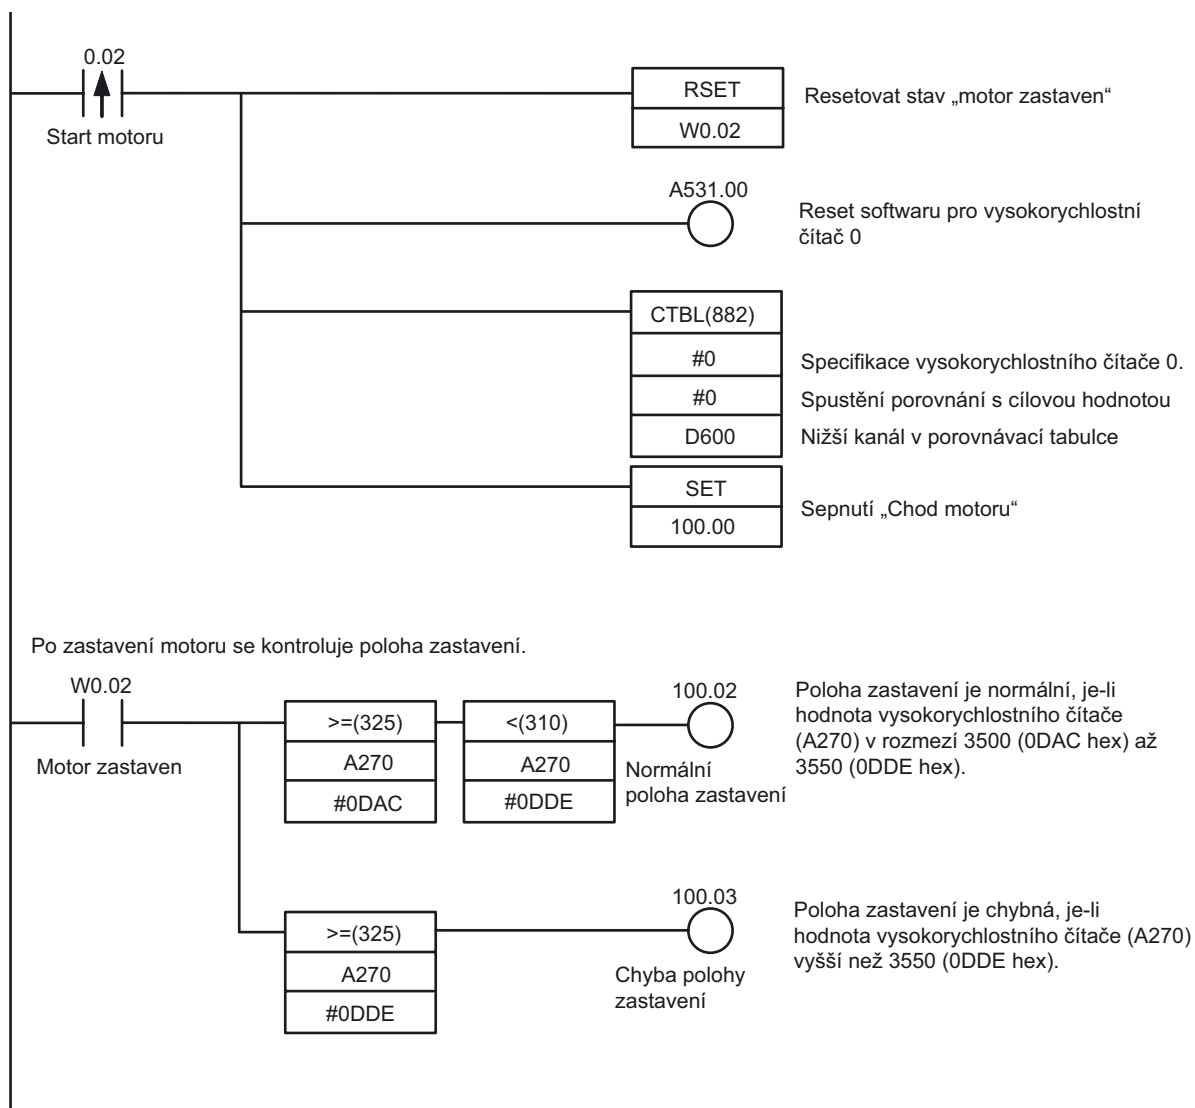 0.02
Start motoru
RSET
W0.02
Resetovat stav „motor zastaven“
A531.00
Reset softwaru pro vysokorychlostní
čítač 0
CTBL(882)
#0
Specifikace vysokorychlostního čítače 0.
#0
Spustění porovnání s cílovou hodnotou
D600
Nižší kanál v porovnávací tabulce
SET
100.00
Sepnutí „Chod motoru“
Po zastavení motoru se kontroluje poloha zastavení.
W0.02
Motor zastaven
>=(325)
A270
#0DAC
<(310)
A270
#0DDE
100.02
Normální
poloha zastavení
Poloha zastavení je normální, je-li
hodnota vysokorychlostního čítače
(A270) v rozmezí 3500 (0DAC hex) až
3550 (0DDE hex).
>=(325)
A270
#0DDE
100.03
Chyba polohy
zastavení
Poloha zastavení je chybná, je-li
hodnota vysokorychlostního čítače (A270)
vyšší než 3550 (0DDE hex).